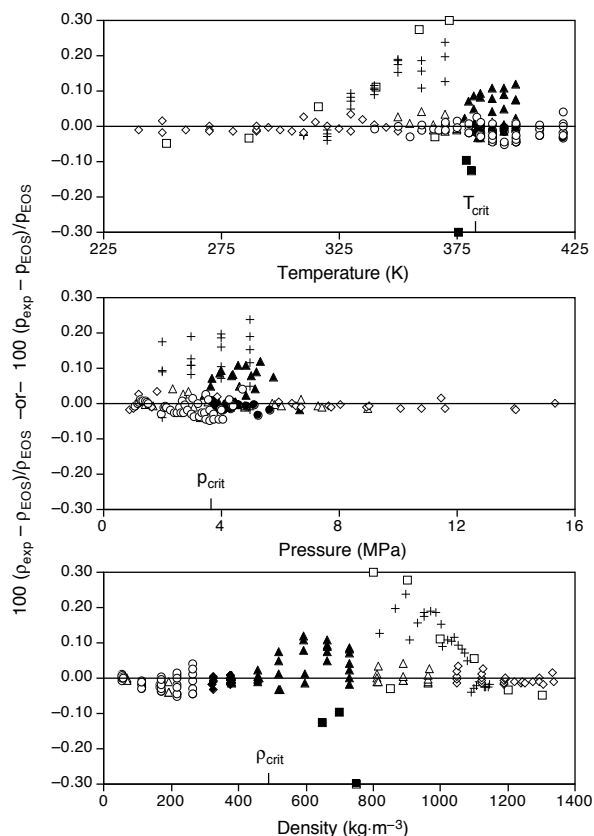 0.30
0.20
0.10
0.00
-0.10
-0.20
-0.30
T_crit
225 275 325 375 425
Temperature (K)
0.30
0.20
0.10
0.00
-0.10
-0.20
-0.30
p_crit
0 4 8 12 16
Pressure (MPa)
100 (ρ_exp – ρ_EOS)/ρ_EOS –or– 100 (p_exp – p_EOS)/p_EOS
0.30
0.20
0.10
0.00
-0.10
-0.20
-0.30
ρ_crit
0 200 400 600 800 1000 1200 1400
Density (kg·m⁻³)